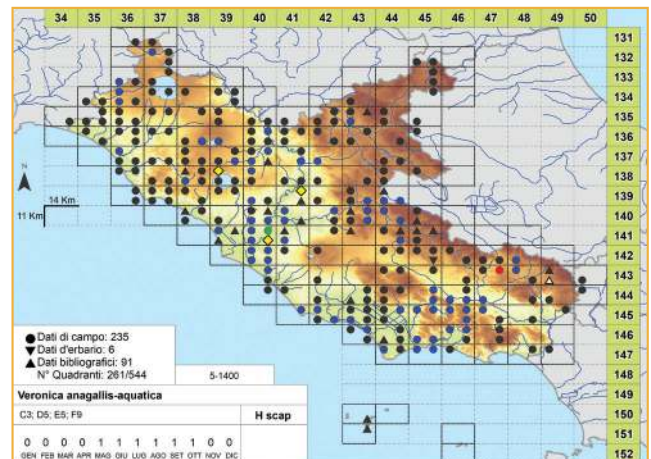 34 35 36 37 38 39 40 41 42 43 44 45 46 47 48 49 50
131
132
133
134
135
136
137
138
139
140
141
142
143
144
145
146
147
148
149
150
151
152
N
14 Km
11 Km
Dati di campo: 235
Dati d'erbario: 6
Dati bibliografici: 91
N° Quadranti: 261/544
5-1400
Veronica anagallis-aquatica
C3; D5; E5; F9
H scap
0 0 0 0 1 1 1 1 1 1 0 0
GEN FEB MAR APR MAG GIU LUG AGO SET OTT NOV DIC